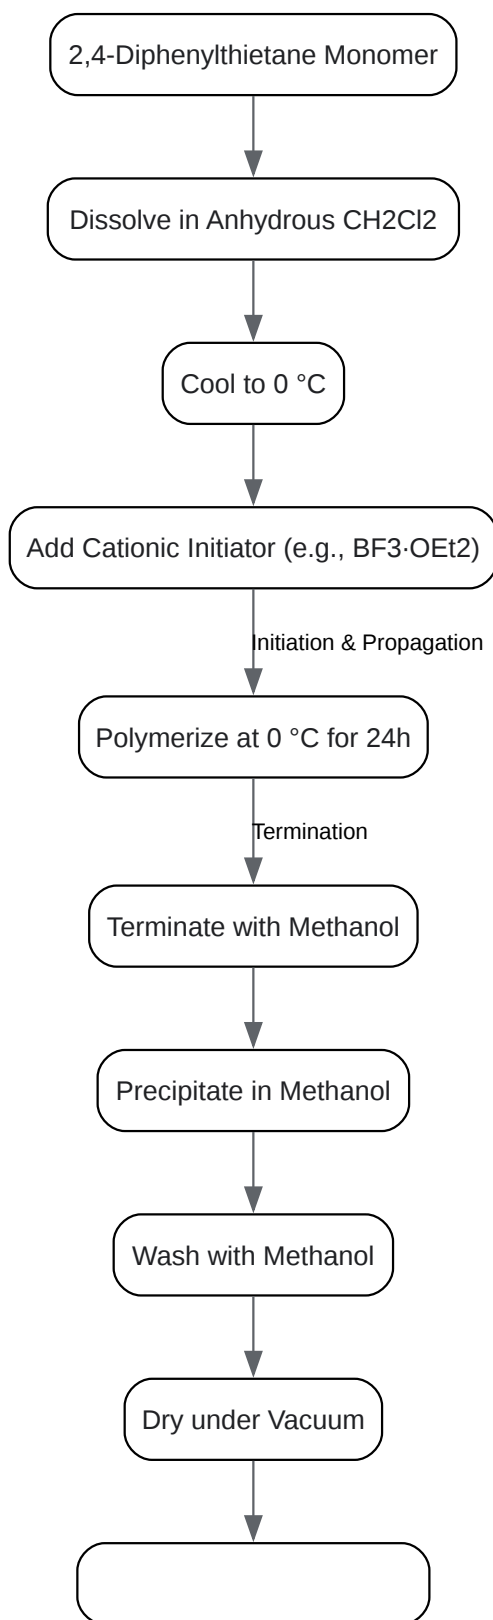 2,4-Diphenylthietane Monomer
Dissolve in Anhydrous CH2Cl2
Cool to 0 °C
Add Cationic Initiator (e.g., BF3·OEt2)
Initiation & Propagation
Polymerize at 0 °C for 24h
Termination
Terminate with Methanol
Precipitate in Methanol
Wash with Methanol
Dry under Vacuum